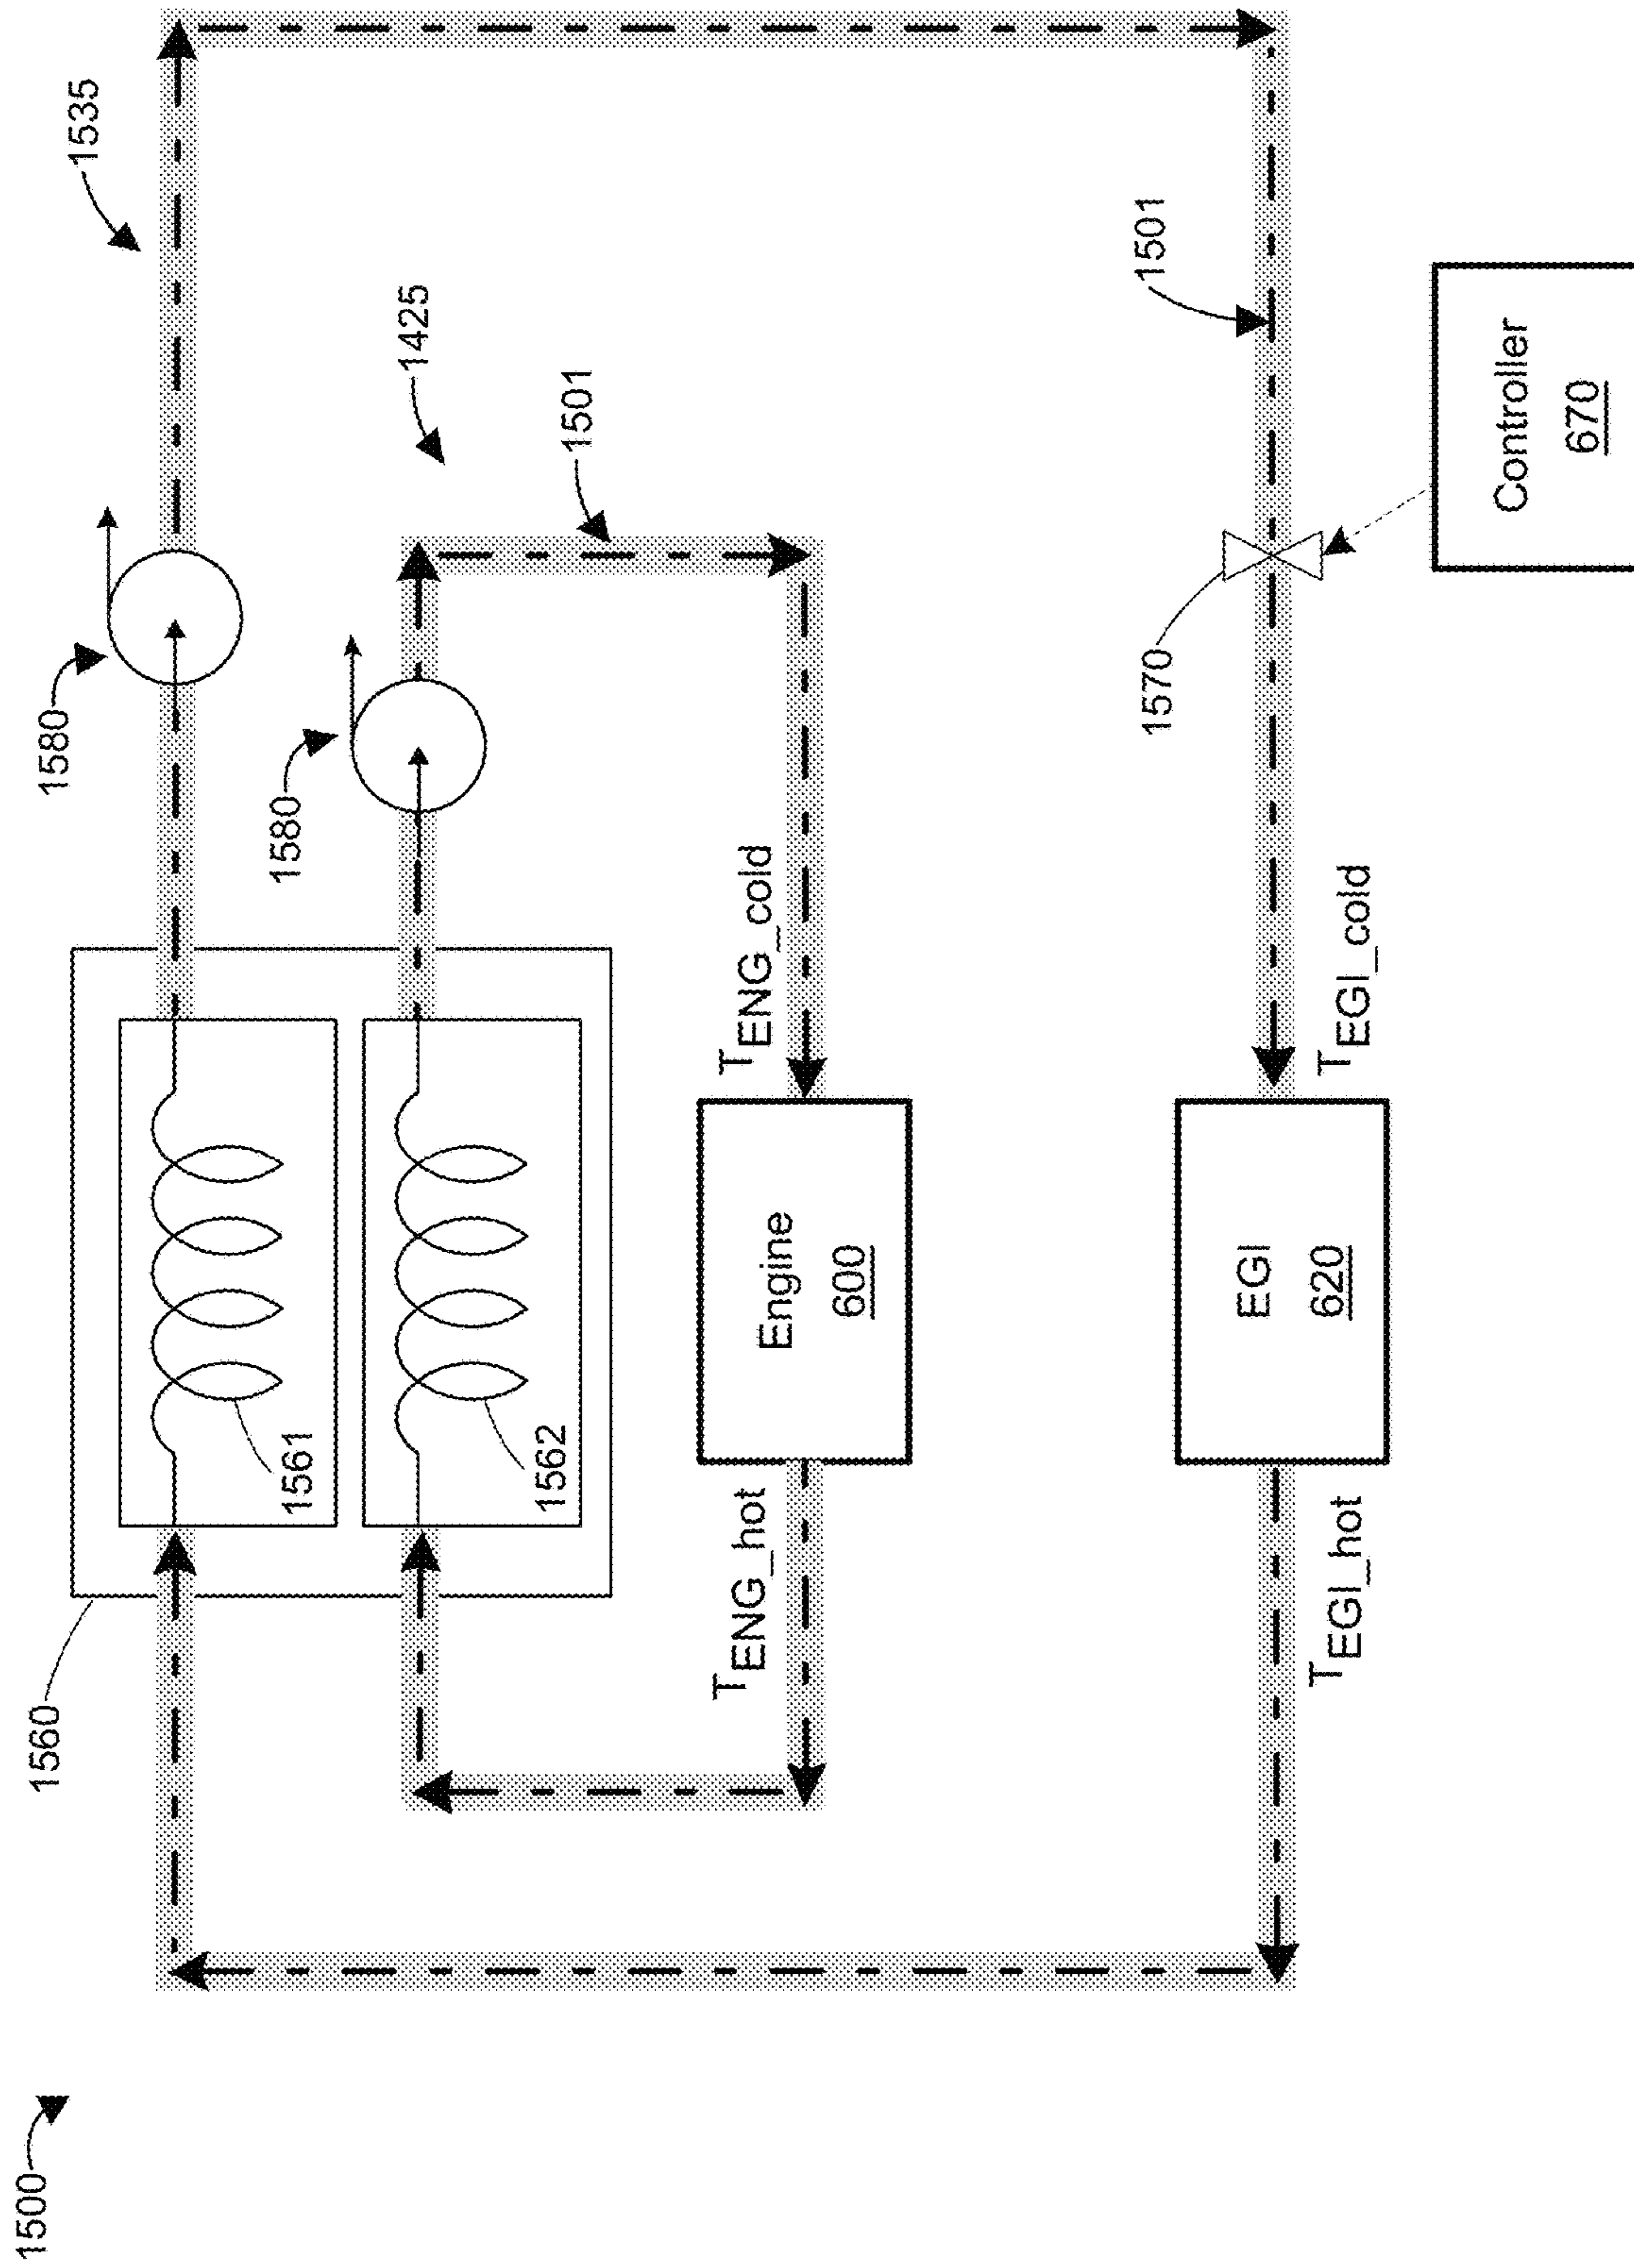 1500
1560
1580
1535
1561
1562
1580
1425
1501
T_ENG_hot
T_ENG_cold
Engine
600
1570
1501
T_EGI_hot
EGI
620
T_EGI_cold
Controller
670